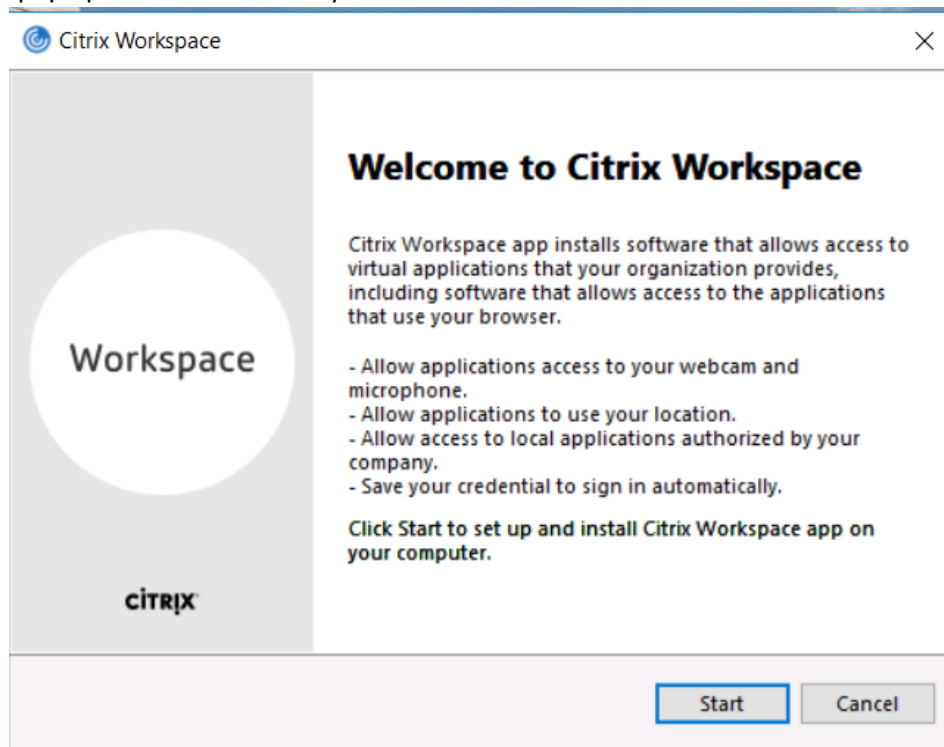 Citrix Workspace
Welcome to Citrix Workspace
Citrix Workspace app installs software that allows access to
virtual applications that your organization provides,
including software that allows access to the applications
that use your browser.
Workspace
- Allow applications access to your webcam and
microphone.
- Allow applications to use your location.
- Allow access to local applications authorized by your
company.
- Save your credential to sign in automatically.
Click Start to set up and install Citrix Workspace app on
your computer.
CİTRIX
Start
Cancel